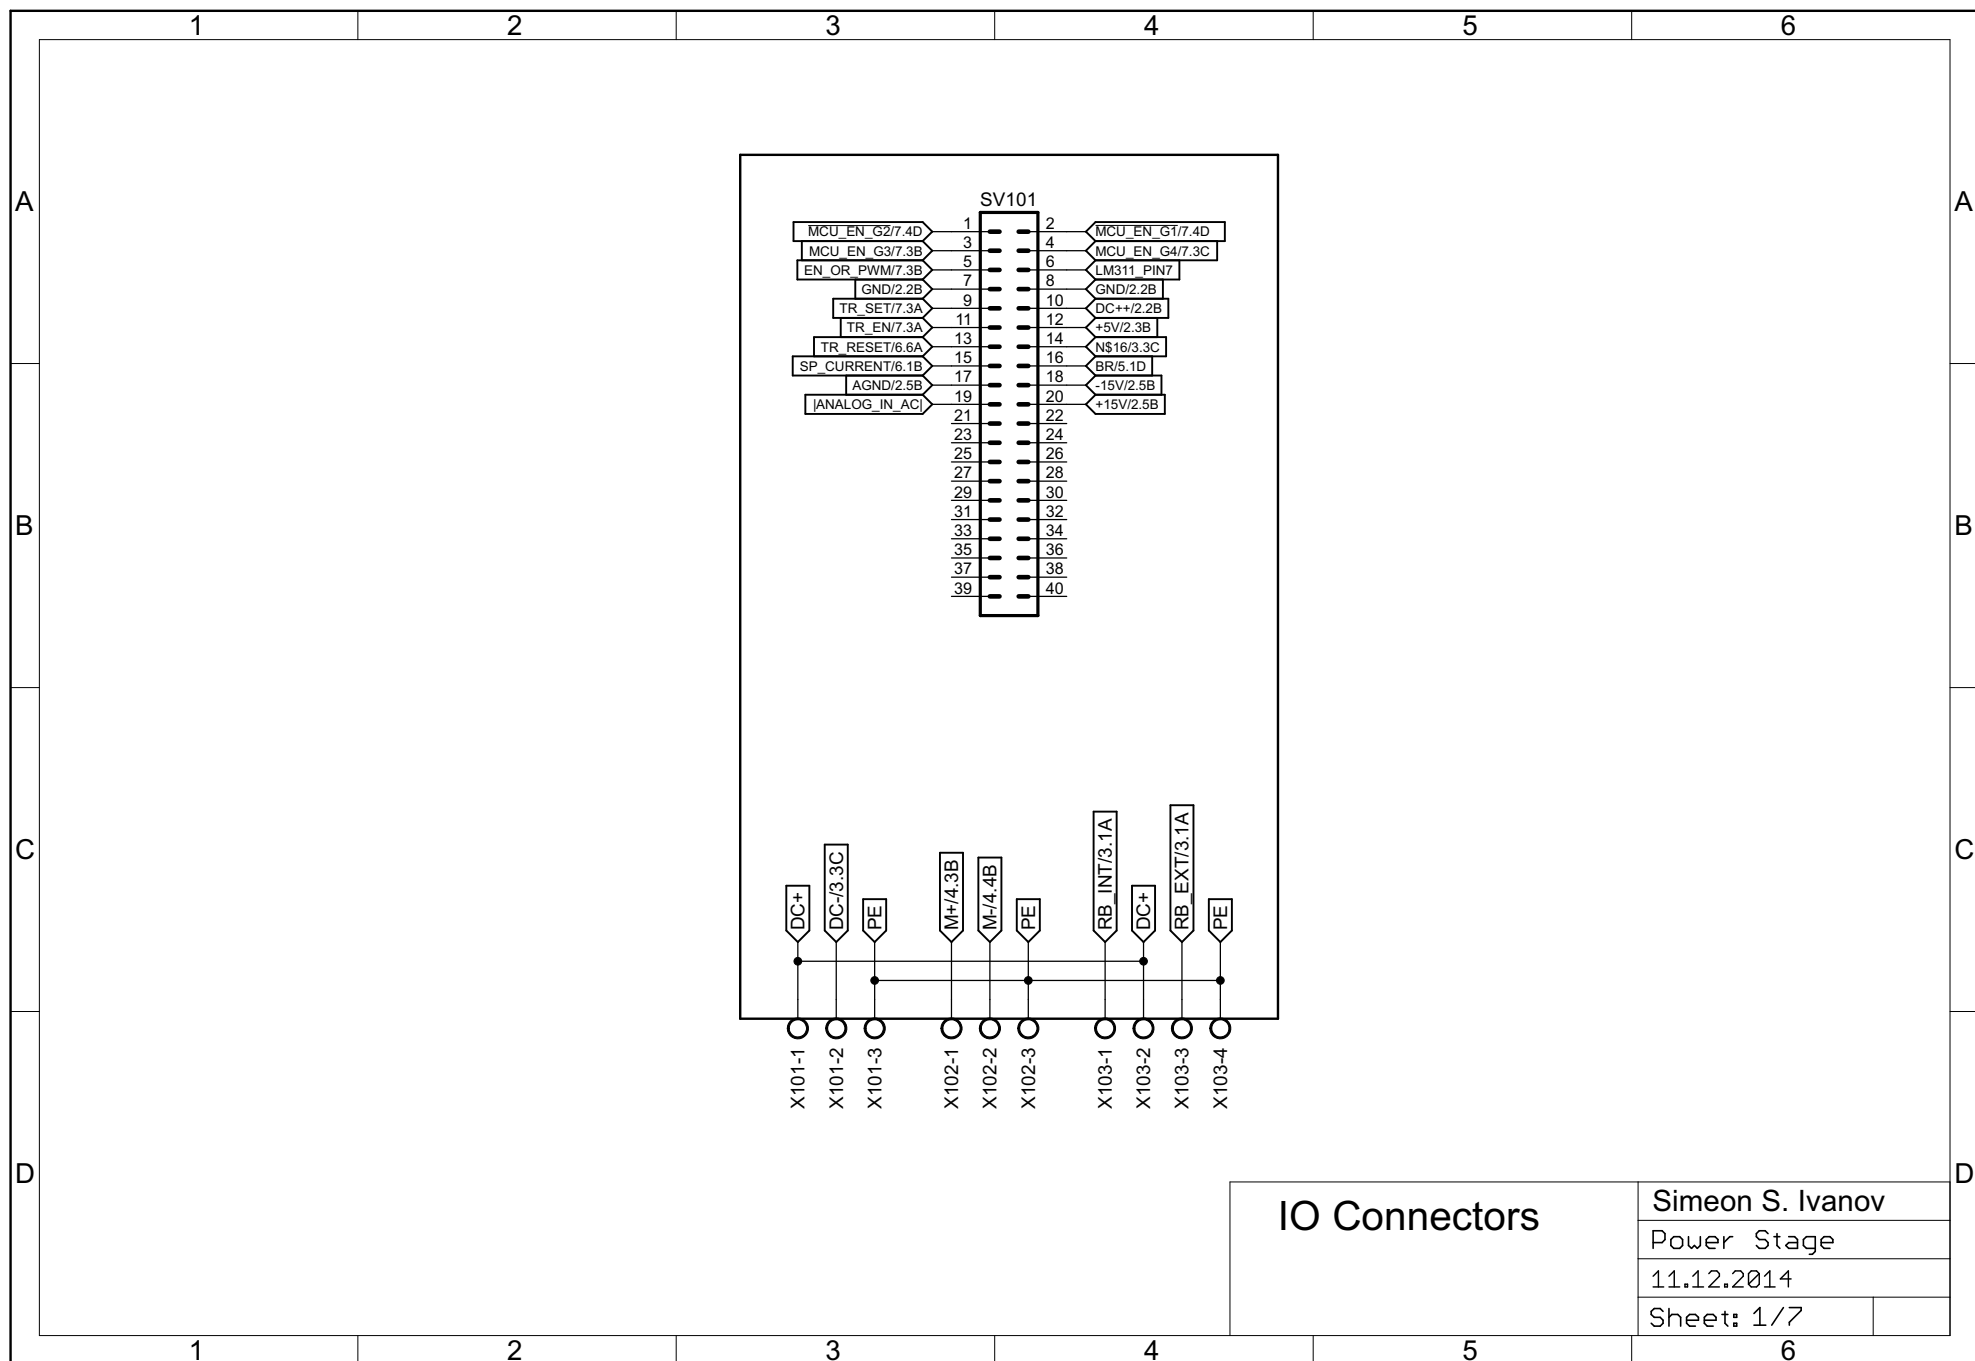 1 2 3 4 5 6
A A
SV101
MCU_EN_G2/7.4D 1 2 MCU_EN_G1/7.4D
MCU_EN_G3/7.3B 3 4 MCU_EN_G4/7.3C
EN_OR_PWM/7.3B 5 6 LM311_PIN7
GND/2.2B 7 8 GND/2.2B
TR_SET/7.3A 9 10 DC++/2.2B
TR_EN/7.3A 11 12 +5V/2.3B
TR_RESET/6.6A 13 14 N$16/3.3C
SP_CURRENT/6.1B 15 16 BR/5.1D
AGND/2.5B 17 18 -15V/2.5B
|ANALOG_IN_AC| 19 20 +15V/2.5B
21 22
23 24
25 26
27 28
29 30
31 32
B B
33 34
35 36
37 38
39 40
C C
DC+ DC-/3.3C PE M+/4.3B M-/4.4B PE RB_INT/3.1A DC+ RB_EXT/3.1A PE
X101-1 X101-2 X101-3 X102-1 X102-2 X102-3 X103-1 X103-2 X103-3 X103-4
D D
IO Connectors
Simeon S. Ivanov
Power Stage
11.12.2014
Sheet: 1/7
1 2 3 4 5 6